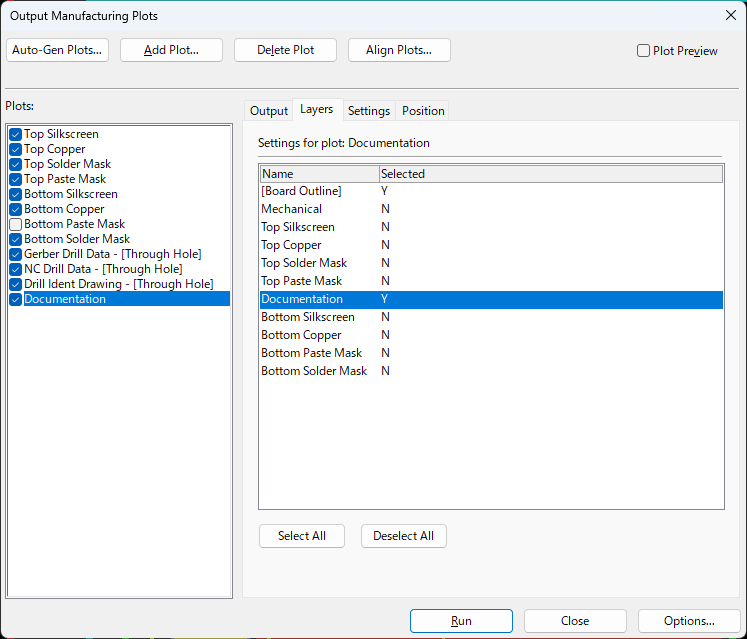 Output Manufacturing Plots
Auto-Gen Plots... Add Plot... Delete Plot Align Plots... Plot Preview
Plots:
Top Silkscreen
Top Copper
Top Solder Mask
Top Paste Mask
Bottom Silkscreen
Bottom Copper
Bottom Paste Mask
Bottom Solder Mask
Gerber Drill Data - [Through Hole]
NC Drill Data - [Through Hole]
Drill Ident Drawing - [Through Hole]
Documentation
Output Layers Settings Position
Settings for plot: Documentation
Name Selected
[Board Outline] Y
Mechanical N
Top Silkscreen N
Top Copper N
Top Solder Mask N
Top Paste Mask N
Documentation Y
Bottom Silkscreen N
Bottom Copper N
Bottom Paste Mask N
Bottom Solder Mask N
Select All Deselect All
Run Close Options...